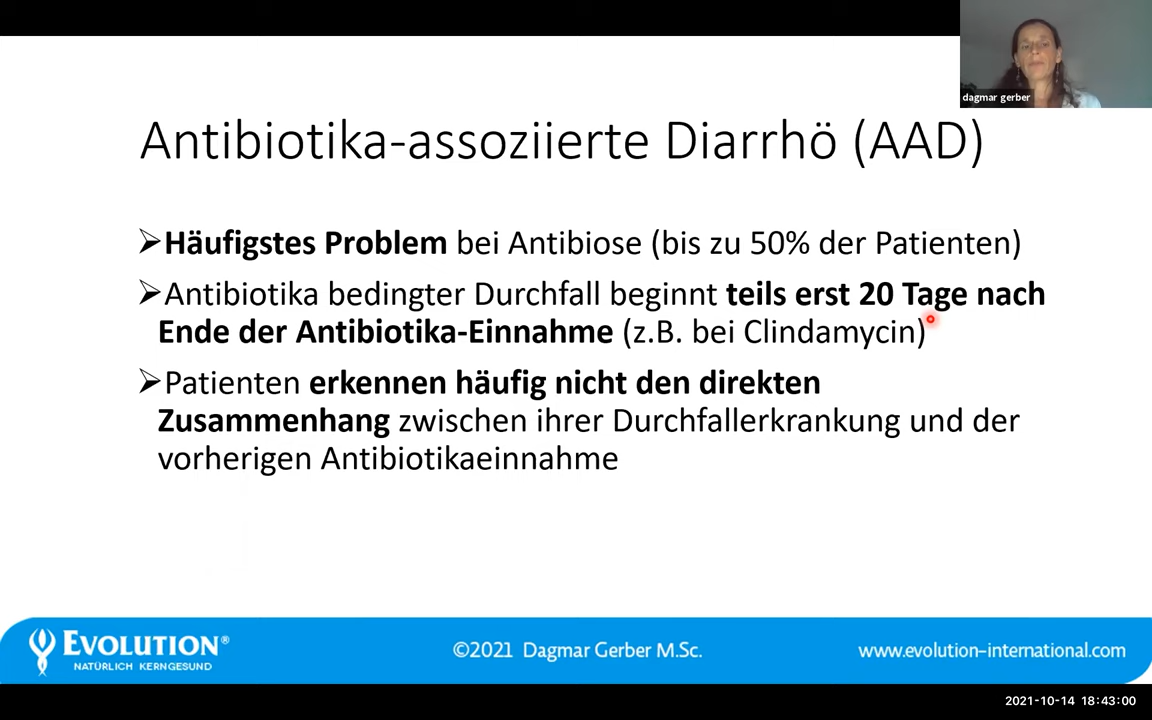 dagmar gerber
Antibiotika-assoziierte Diarrhö (AAD)
➢Häufigstes Problem bei Antibiose (bis zu 50% der Patienten)
➢Antibiotika bedingter Durchfall beginnt teils erst 20 Tage nach
Ende der Antibiotika-Einnahme (z.B. bei Clindamycin)
➢Patienten erkennen häufig nicht den direkten
Zusammenhang zwischen ihrer Durchfallerkrankung und der
vorherigen Antibiotikaeinnahme
EVOLUTION®
NATÜRLICH KERNGESUND
©2021 Dagmar Gerber M.Sc.
www.evolution-international.com
2021-10-14 18:43:00